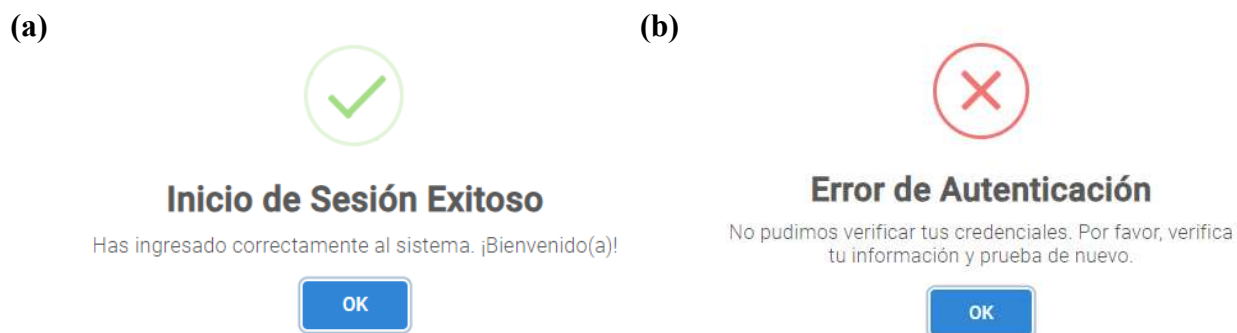 (a)
Inicio de Sesión Exitoso
Has ingresado correctamente al sistema. ¡Bienvenido(a)!
OK
(b)
Error de Autenticación
No pudimos verificar tus credenciales. Por favor, verifica
tu información y prueba de nuevo.
OK